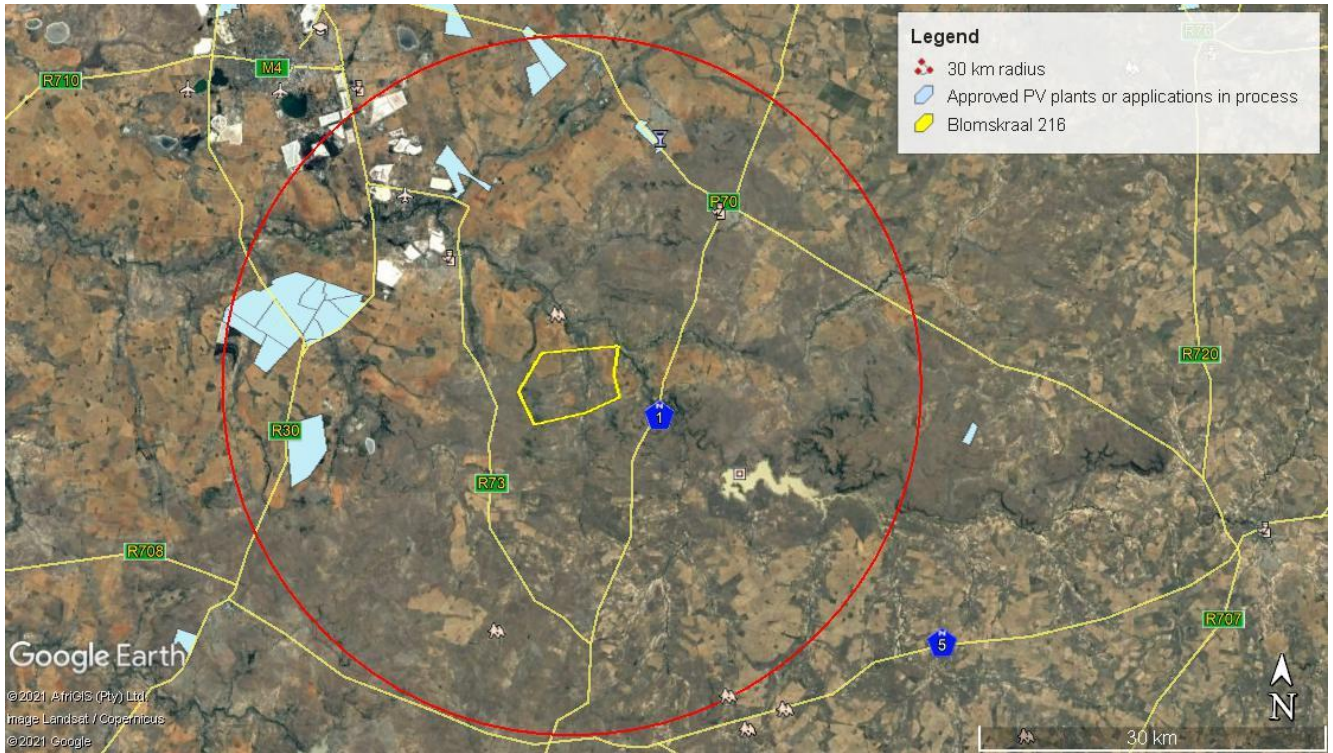 Legend
30 km radius
Approved PV plants or applications in process
Blomskraal 216
R76
M4
R710
R70
R720
1
R30
R73
R708
R707
N
5
Google Earth
©2021 AfriGIS (Pty) Ltd.
Image Landsat / Copernicus
©2021 Google
N
30 km